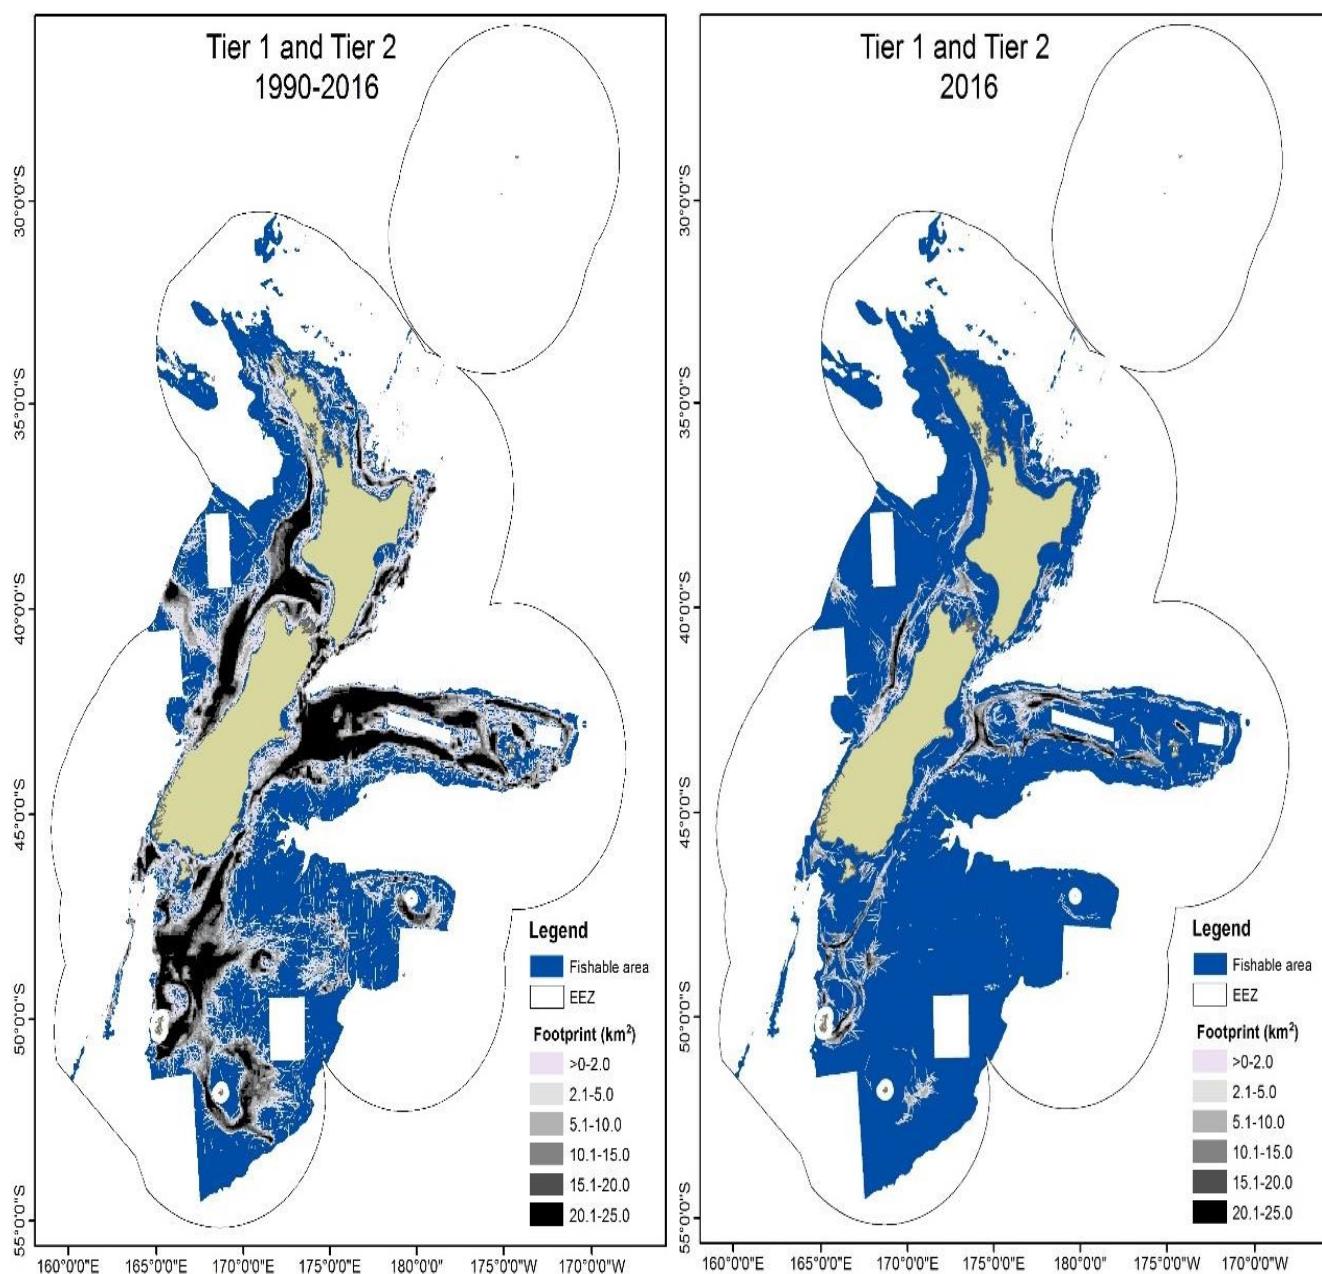 Tier 1 and Tier 2
1990-2016
30°0'0"S
35°0'0"S
40°0'0"S
45°0'0"S
50°0'0"S
55°0'0"S
Legend
Fishable area
EEZ
Footprint (km²)
>0-2.0
2.1-5.0
5.1-10.0
10.1-15.0
15.1-20.0
20.1-25.0
160°0'0"E 165°0'0"E 170°0'0"E 175°0'0"E 180°0'0" 175°0'0"W 170°0'0"W
Tier 1 and Tier 2
2016
30°0'0"S
35°0'0"S
40°0'0"S
45°0'0"S
50°0'0"S
55°0'0"S
Legend
Fishable area
EEZ
Footprint (km²)
>0-2.0
2.1-5.0
5.1-10.0
10.1-15.0
15.1-20.0
20.1-25.0
160°0'0"E 165°0'0"E 170°0'0"E 175°0'0"E 180°0'0" 175°0'0"W 170°0'0"W